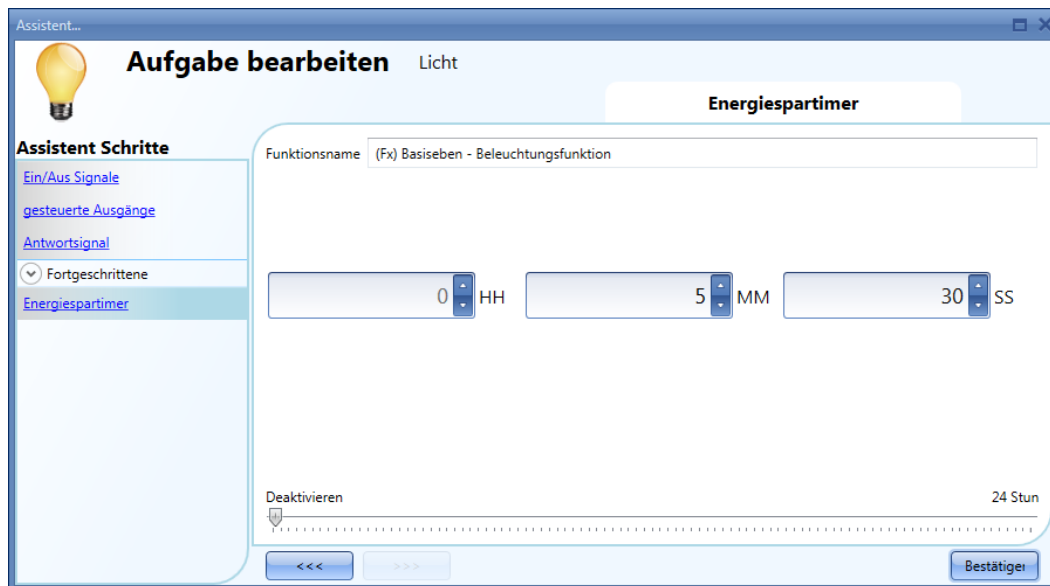 Assistent...
Aufgabe bearbeiten Licht
Energiespartimer
Assistent Schritte
Ein/Aus Signale
gesteuerte Ausgänge
Antwortsignal
Fortgeschrittene
Energiespartimer
Funktionsname (Fx) Basiseben - Beleuchtungsfunktion
0 HH 5 MM 30 SS
Deaktivieren 24 Stun
<<< >>> Bestätiger